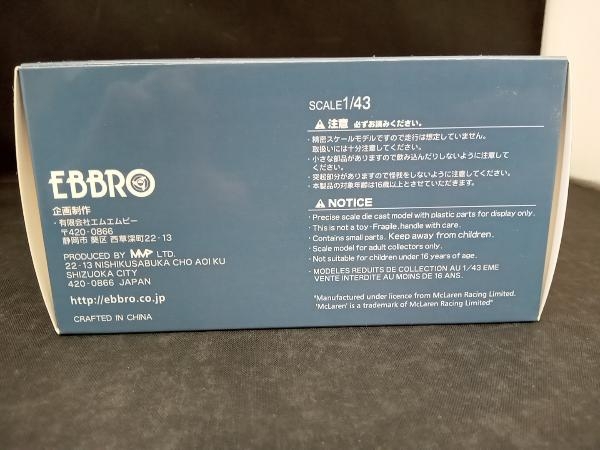 EBBRO
企画制作
・有限会社エムエムピー
〒420-0866
静岡市 葵区 西草深町22-13
PRODUCED BY MMP LTD.
22-13 NISHIKUSABUKA CHO AOI KU
SHIZUOKA CITY
420-0866 JAPAN
http://ebbro.co.jp
CRAFTED IN CHINA
SCALE1/43
注意 必ずお読みください。
・精密スケールモデルですので走行は想定していません。
取扱いには十分注意してください。
・小さな部品がありますので飲み込んだりしないように注意して
ください。
・突起部分がありますので怪我をしないように注意してください。
・本製品の対象年齢は16歳以上とさせていただきます。
NOTICE
・Precise scale die cast model with plastic parts for display only.
・This is not a toy・Fragile, handle with care.
・Contains small parts. Keep away from children.
・Scale model for adult collectors only.
・Not suitable for children under 16 years of age.
・MODELES REDUITS DE COLLECTION AU 1/43 EME
VENTE INTERDITE AU MOINS DE 16 ANS.
"Manufactured under licence from McLaren Racing Limited.
'McLaren' is a trademark of McLaren Racing Limited"